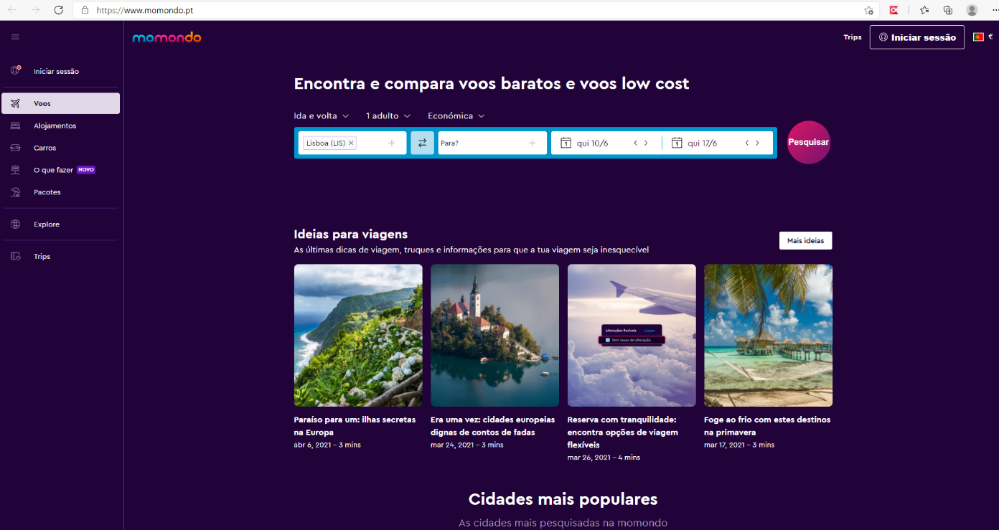 https://www.momondo.pt
momondo
Trips
Iniciar sessão
€
Iniciar sessão
Voos
Alojamentos
Carros
O que fazer NOVO
Pacotes
Explore
Trips
Encontra e compara voos baratos e voos low cost
Ida e volta 1 adulto Económica
Lisboa (LIS) × Para? 1 qui 10/6 1 qui 17/6 Pesquisar
Ideias para viagens
As últimas dicas de viagem, truques e informações para que a tua viagem seja inesquecível
Mais ideias
Alterações flexíveis Limpar
Sem taxas de alteração
Paraíso para um: ilhas secretas
na Europa
abr 6, 2021 – 3 mins
Era uma vez: cidades europeias
dignas de contos de fadas
mar 24, 2021 – 3 mins
Reserva com tranquilidade:
encontra opções de viagem
flexíveis
mar 26, 2021 – 4 mins
Foge ao frio com estes destinos
na primavera
mar 17, 2021 – 3 mins
Cidades mais populares
As cidades mais pesquisadas na momondo